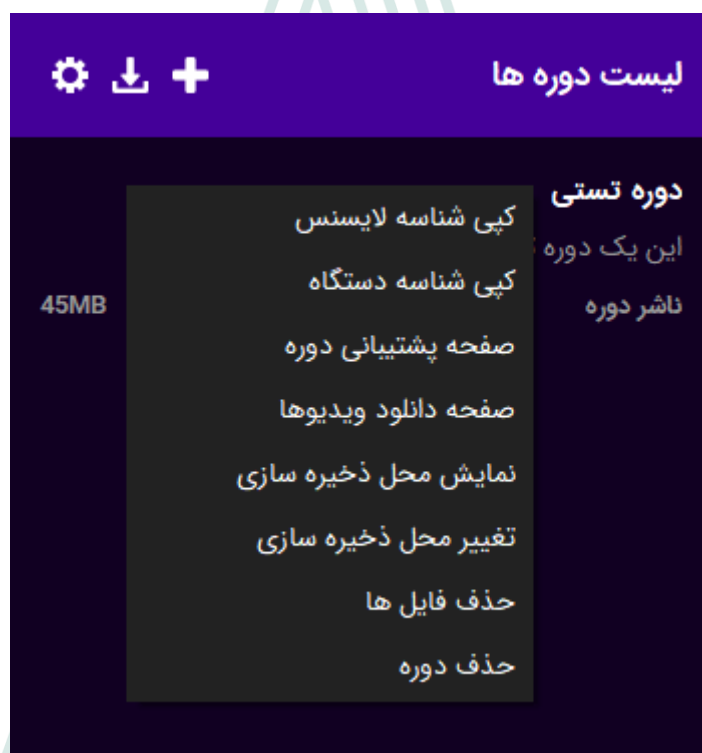 لیست دوره ها
دوره تستی
این یک دوره
ناشر دوره
45MB
کپی شناسه لایسنس
کپی شناسه دستگاه
صفحه پشتیبانی دوره
صفحه دانلود ویدیوها
نمایش محل ذخیره سازی
تغییر محل ذخیره سازی
حذف فایل ها
حذف دوره